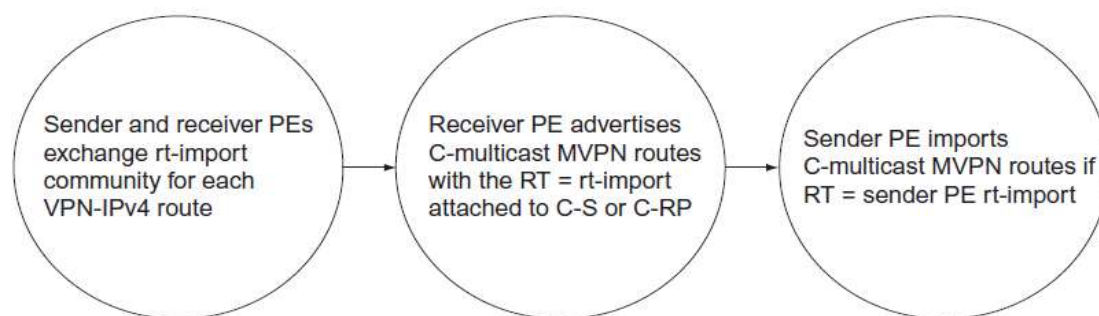 Sender and receiver PEs
exchange rt-import
community for each
VPN-IPv4 route
Receiver PE advertises
C-multicast MVPN routes
with the RT = rt-import
attached to C-S or C-RP
Sender PE imports
C-multicast MVPN routes if
RT = sender PE rt-import